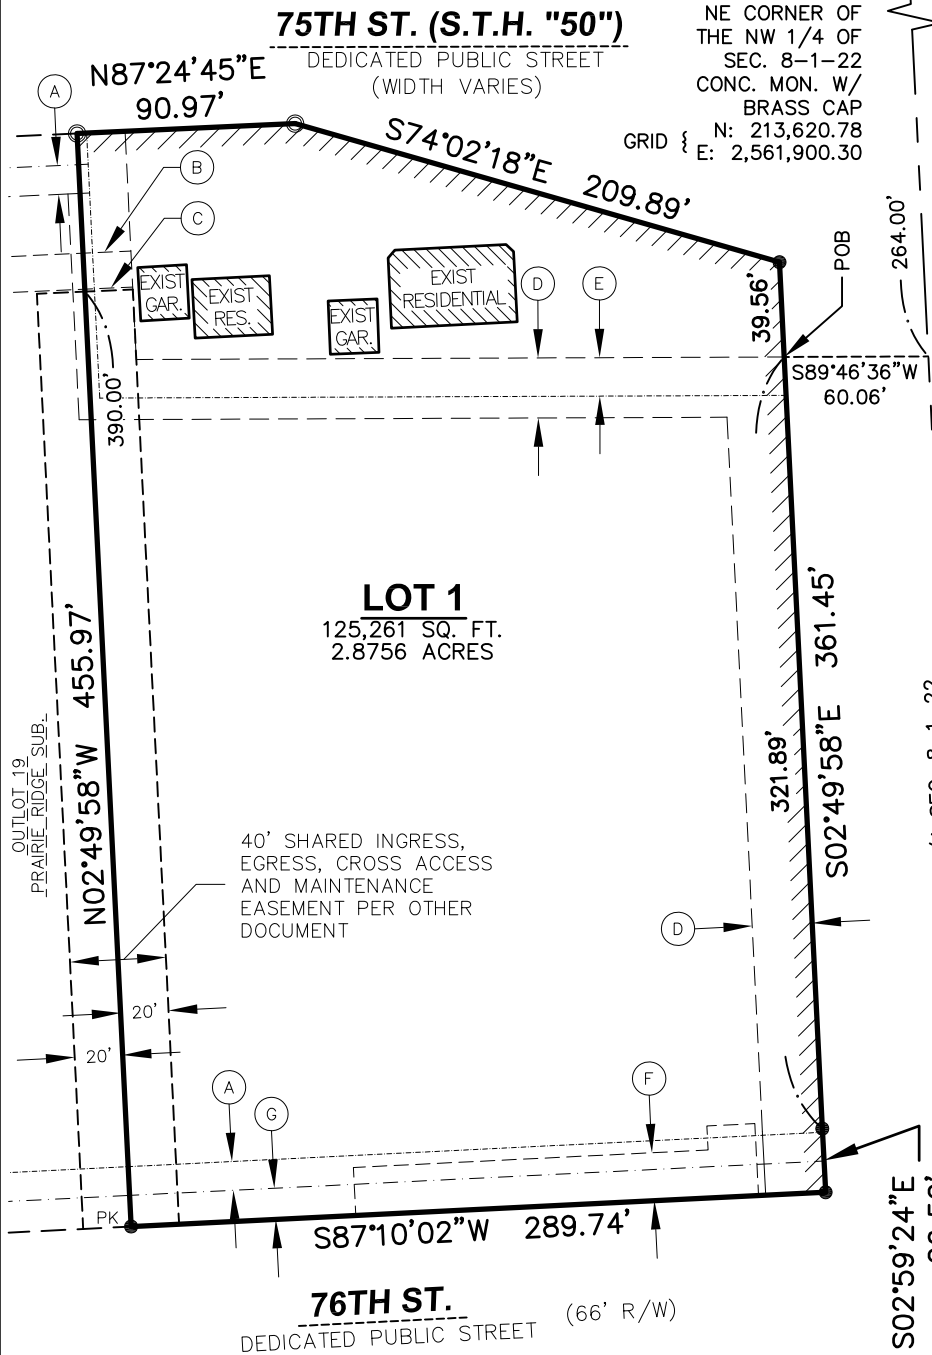 75TH ST. (S.T.H. "50")
DEDICATED PUBLIC STREET
(WIDTH VARIES)
NE CORNER OF
THE NW 1/4 OF
SEC. 8-1-22
CONC. MON. W/
BRASS CAP
GRID { N: 213,620.78
E: 2,561,900.30
A
N87°24'45"E
90.97'
S74°02'18"E 209.89'
B
C
EXIST
GAR.
EXIST
RES.
EXIST
GAR.
EXIST
RESIDENTIAL
D
E
39.56'
POB
264.00'
S89°46'36"W
60.06'
390.00'
LOT 1
125,261 SQ. FT.
2.8756 ACRES
N02°49'58"W 455.97'
S02°49'58"E 361.45'
321.89'
OUTLOT 19
PRAIRIE RIDGE SUB.
40' SHARED INGRESS,
EGRESS, CROSS ACCESS
AND MAINTENANCE
EASEMENT PER OTHER
DOCUMENT
D
20'
20'
A
G
F
PK
S87°10'02"W 289.74'
S02°59'24"E
76TH ST.
(66' R/W)
DEDICATED PUBLIC STREET